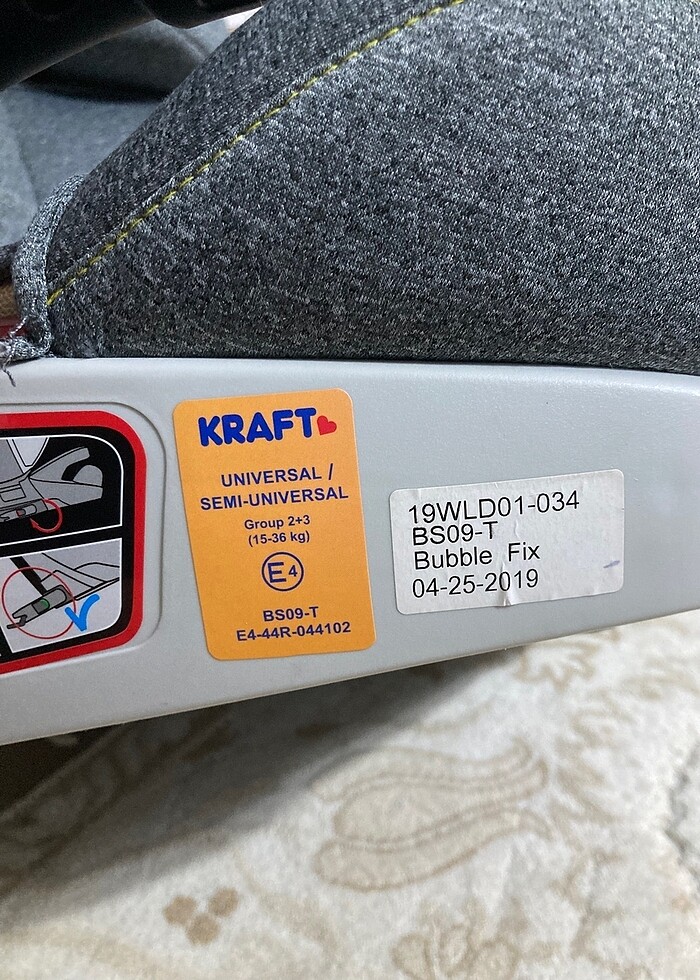 KRAFT
UNIVERSAL /
SEMI-UNIVERSAL
Group 2+3
(15-36 kg)
E4
BS09-T
E4-44R-044102
19WLD01-034
BS09-T
Bubble Fix
04-25-2019